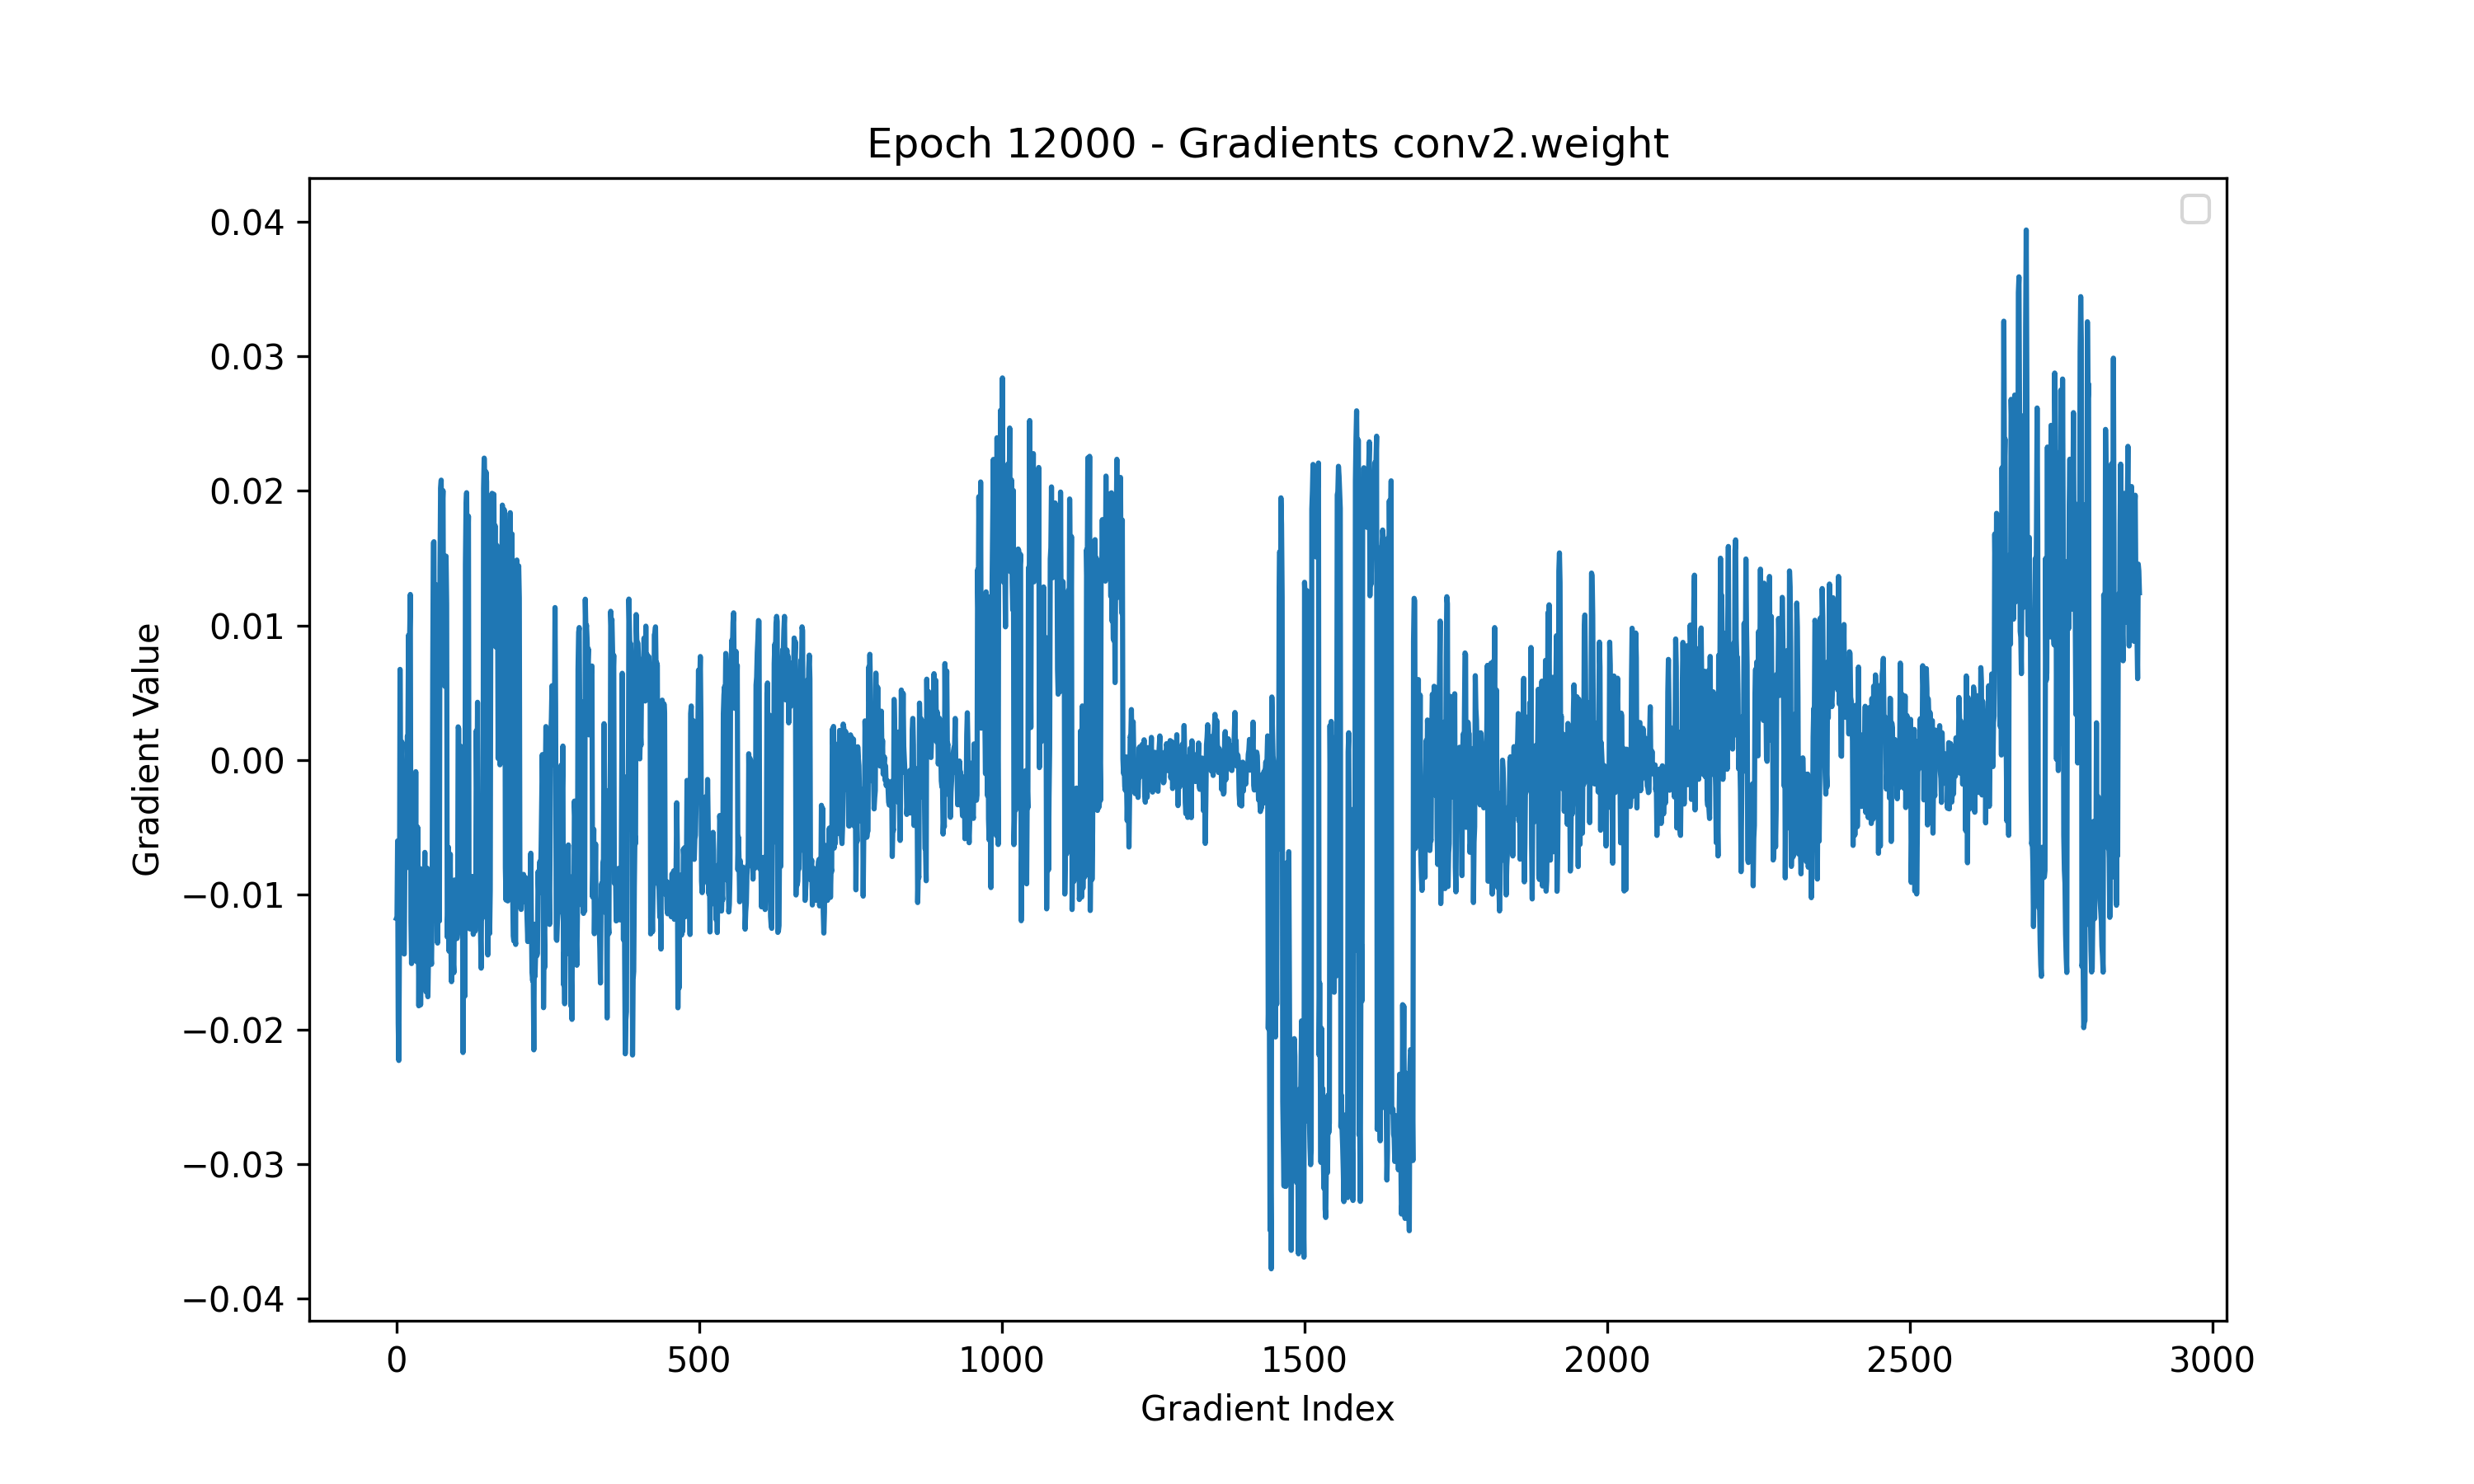 Epoch 12000 - Gradients conv2.weight
0.04
0.03
0.02
0.01
0.00
−0.01
−0.02
−0.03
−0.04
Gradient Value
0 500 1000 1500 2000 2500 3000
Gradient Index